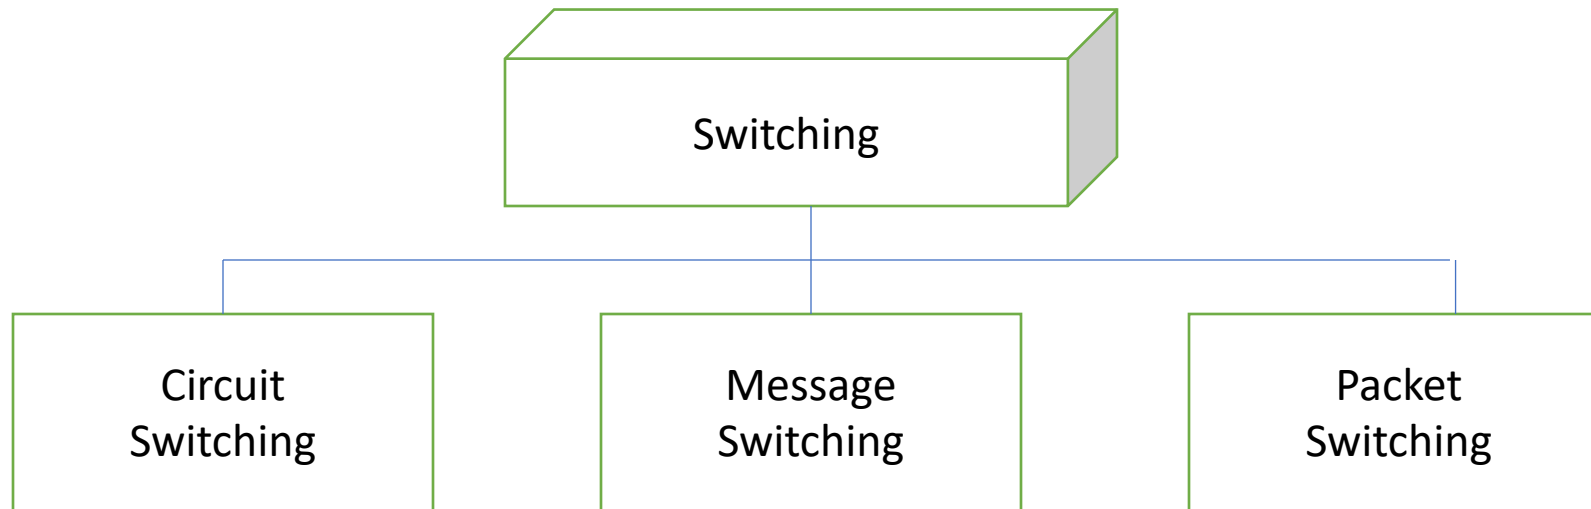 Switching
Circuit
Switching
Message
Switching
Packet
Switching